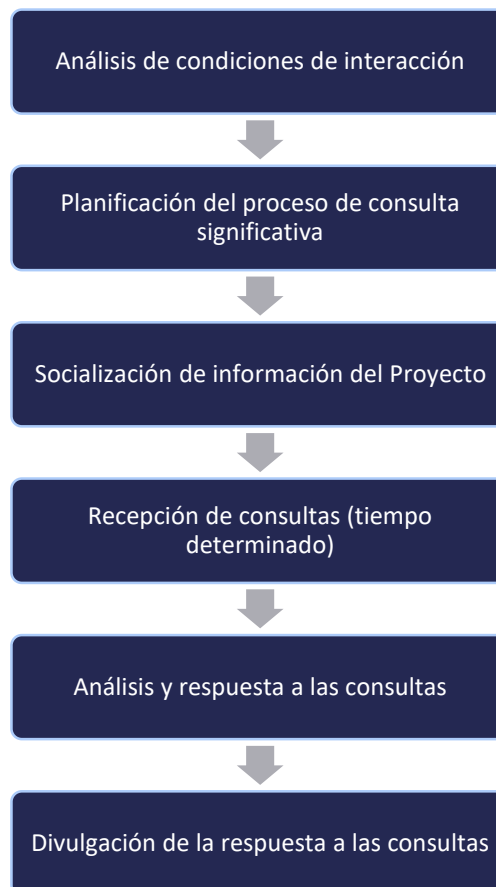 Análisis de condiciones de interacción
Planificación del proceso de consulta
significativa
Socialización de información del Proyecto
Recepción de consultas (tiempo
determinado)
Análisis y respuesta a las consultas
Divulgación de la respuesta a las consultas